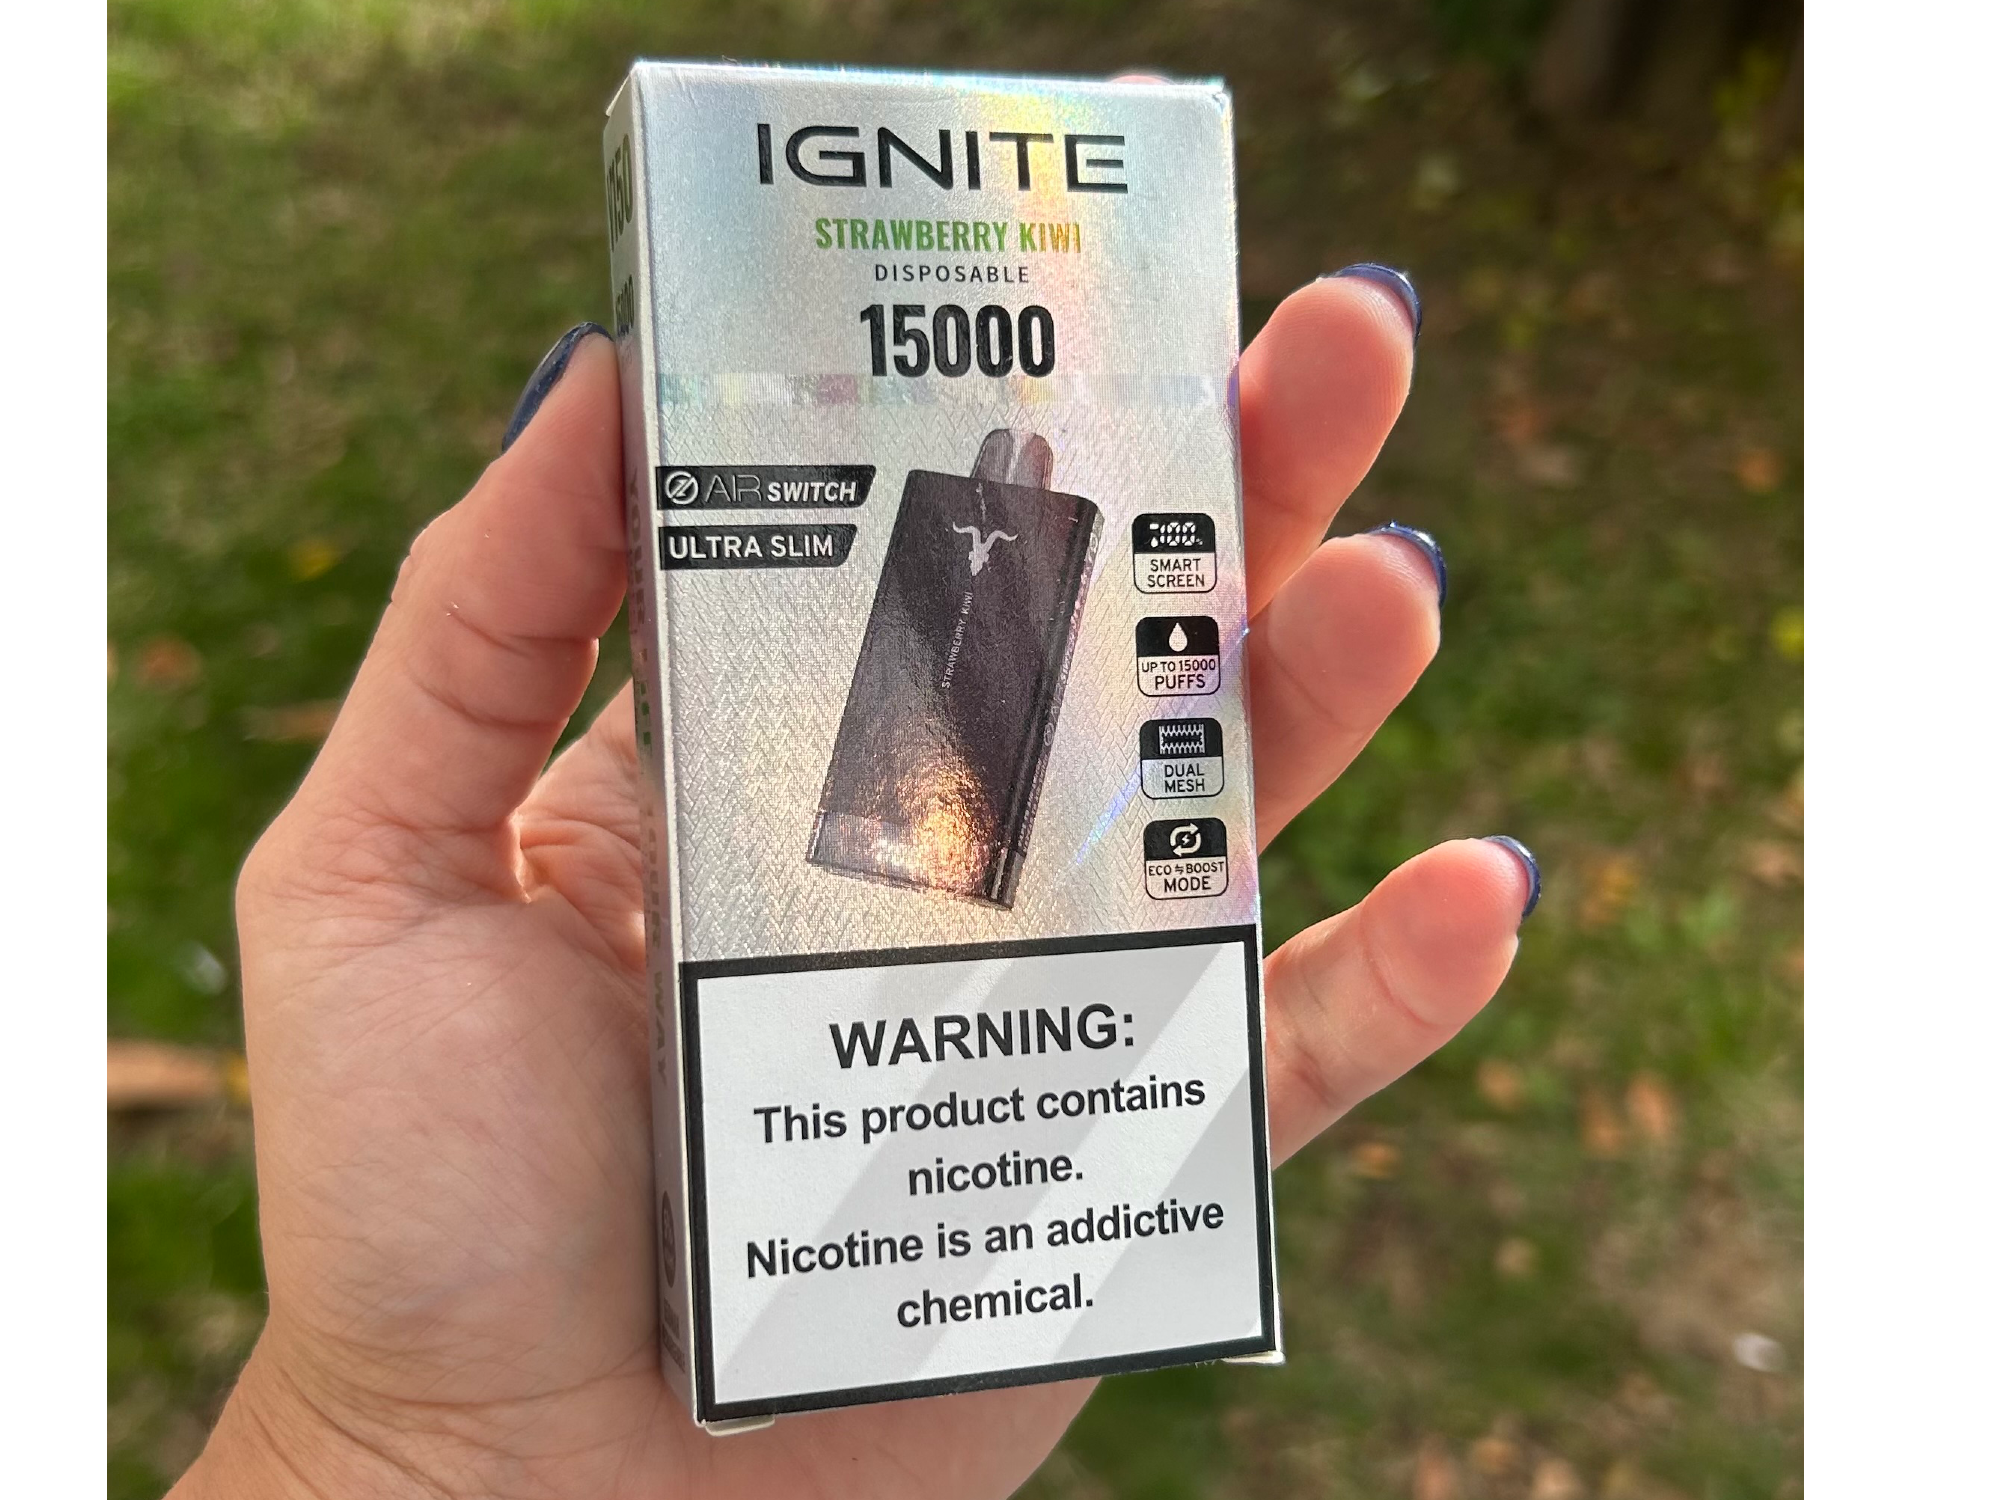 IGNITE
STRAWBERRY KIWI
DISPOSABLE
15000
AIR SWITCH
ULTRA SLIM
STRAWBERRY KIWI
SMART
SCREEN
UP TO 15000
PUFFS
DUAL
MESH
ECO⇋BOOST
MODE
WARNING:
This product contains
nicotine.
Nicotine is an addictive
chemical.
V150